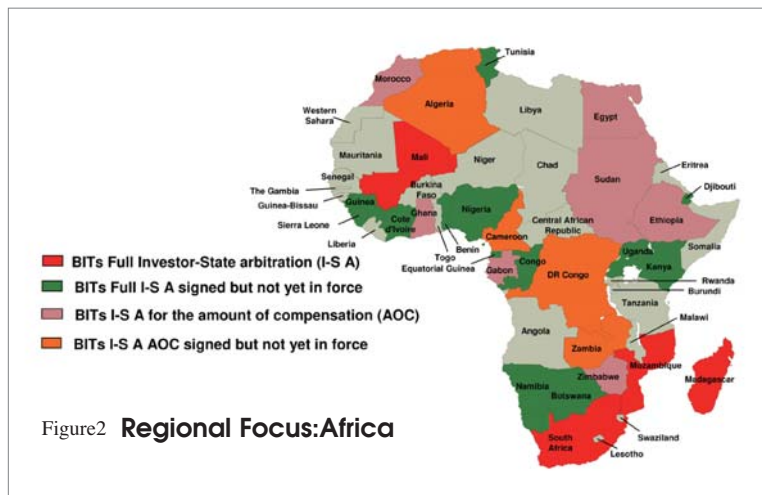 Tunisia
Morocco
Algeria
Libya
Egypt
Western
Sahara
Mauritania
Mali
Niger
Chad
Sudan
Eritrea
Senegal
The Gambia
Guinea-Bissau
Guinea
Burkina
Faso
Djibouti
Sierra Leone
Cote
d'Ivoire
Ghana
Nigeria
Ethiopia
Liberia
Togo
Benin
Central African
Republic
Cameroon
Somalia
Equatorial Guinea
Gabon
Congo
Uganda
Kenya
DR Congo
Rwanda
Burundi
Tanzania
Malawi
Angola
Zambia
Mozambique
Zimbabwe
Madagascar
Namibia
Botswana
South
Africa
Swaziland
Lesotho
BITs Full Investor-State arbitration (I-S A)
BITs Full I-S A signed but not yet in force
BITs I-S A for the amount of compensation (AOC)
BITs I-S A AOC signed but not yet in force
Figure2 Regional Focus:Africa